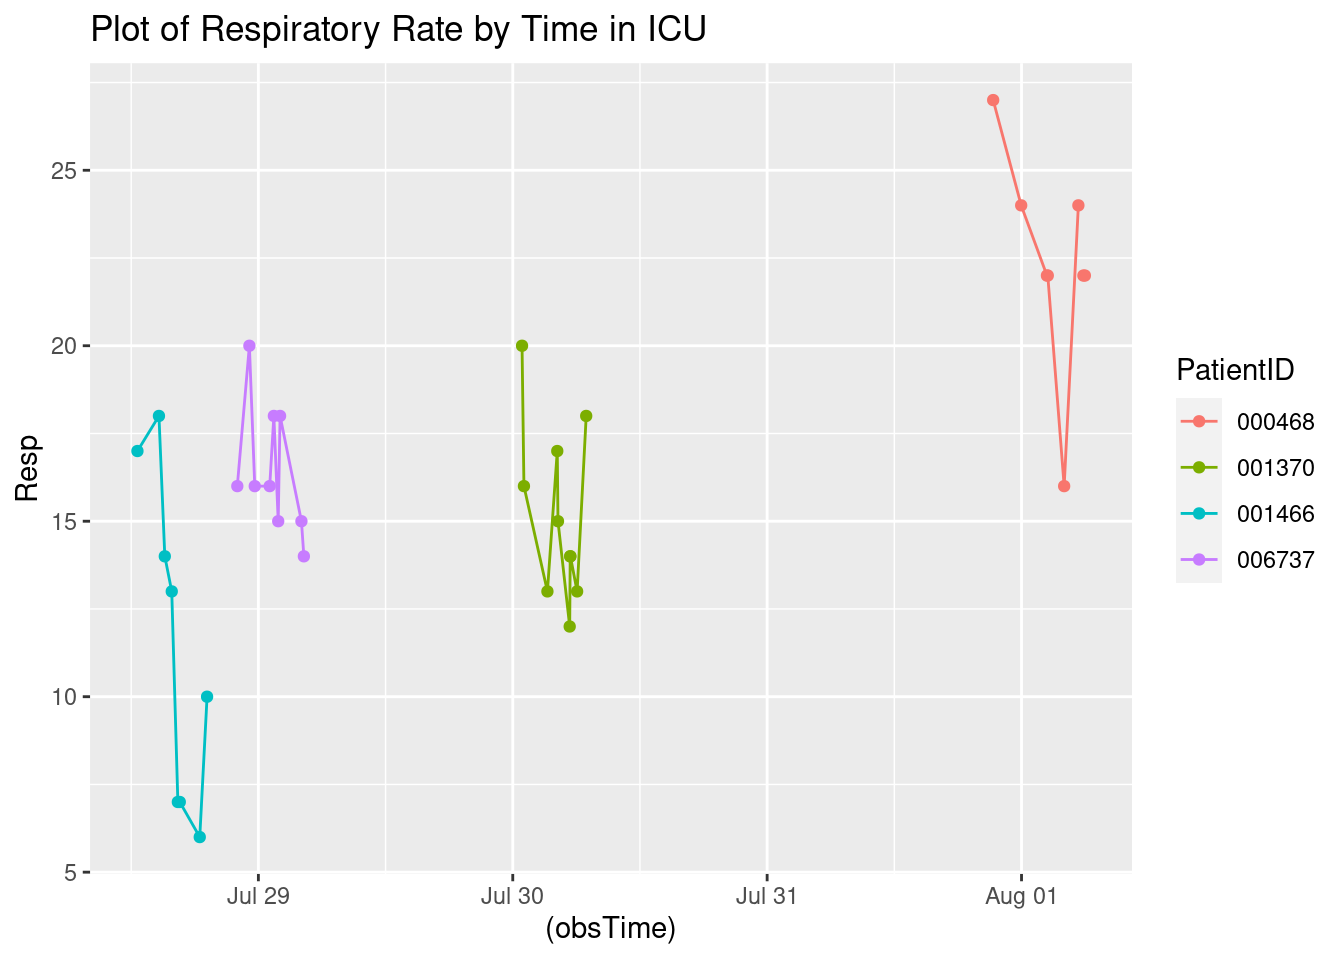 Plot of Respiratory Rate by Time in ICU
25
20
15
10
5
Resp
Jul 29
Jul 30
Jul 31
Aug 01
(obsTime)
PatientID
000468
001370
001466
006737